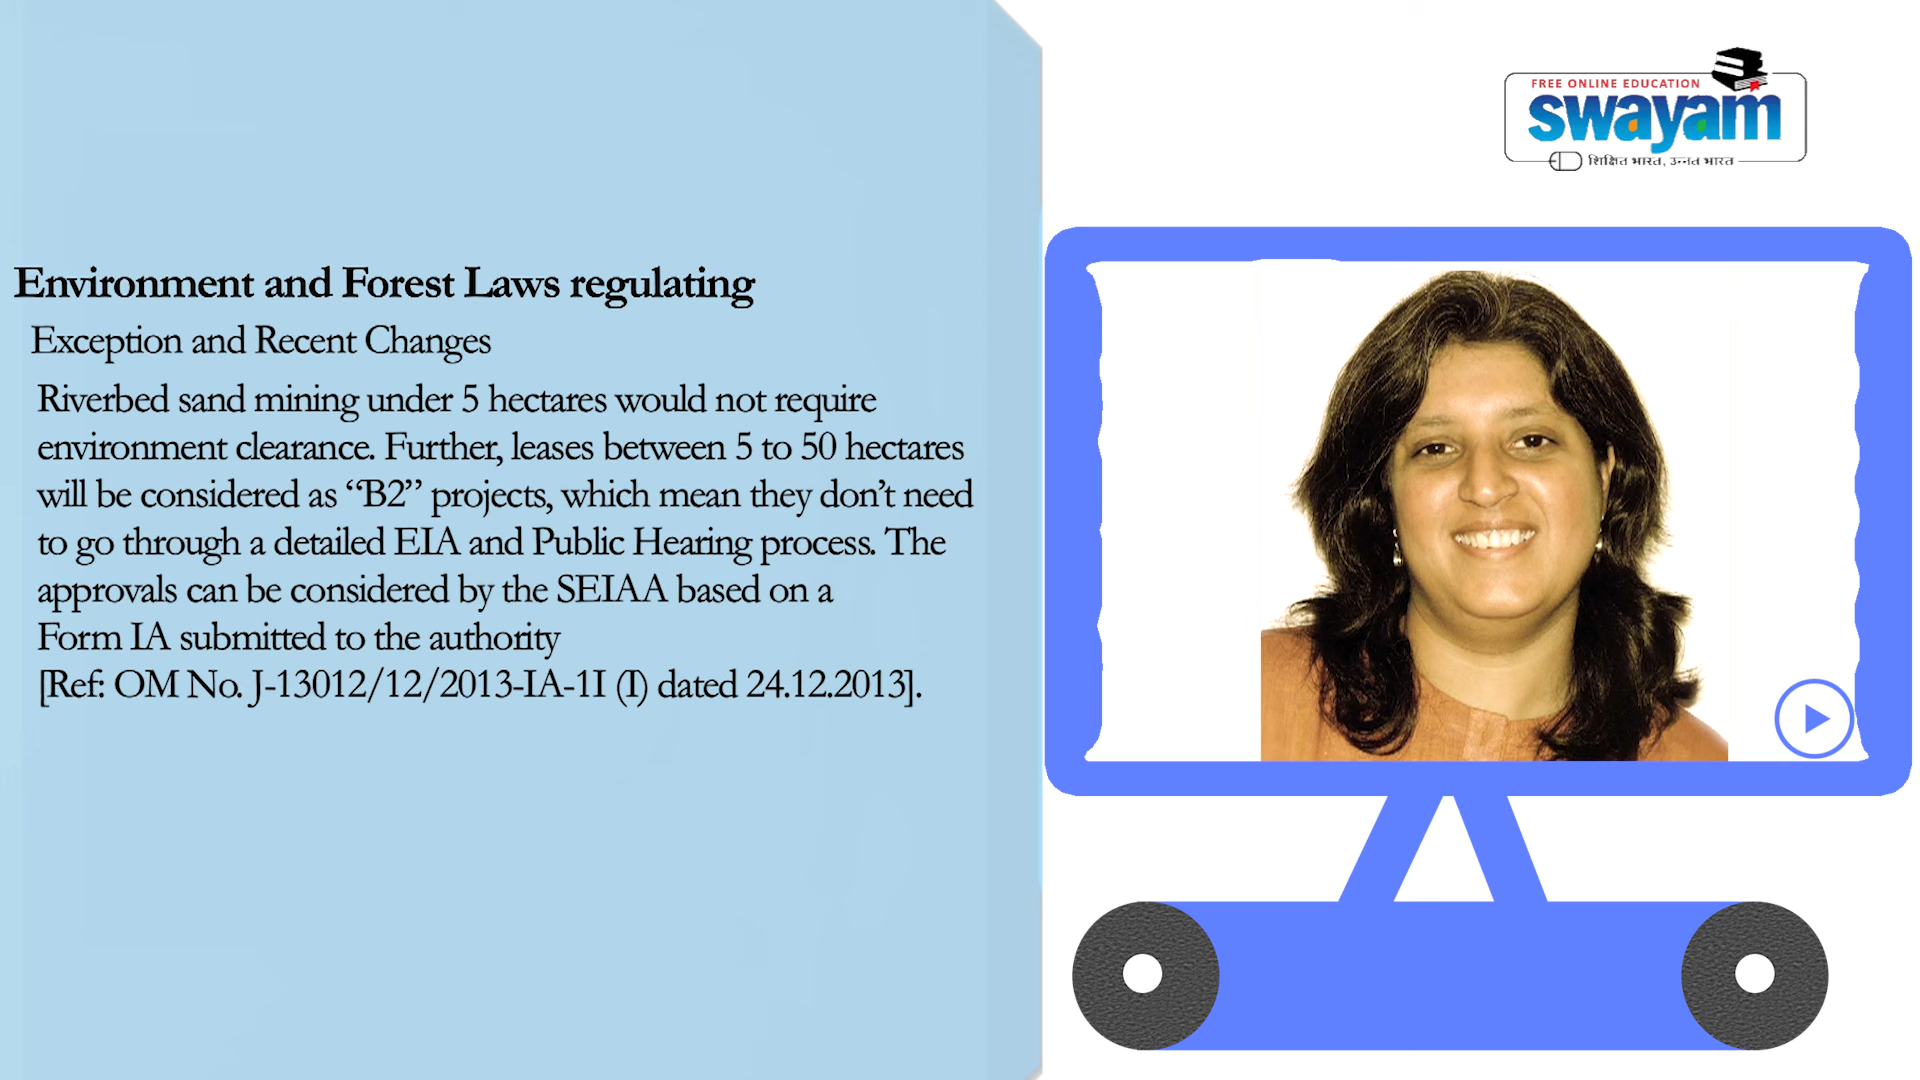 Environment and Forest Laws regulating
Exception and Recent Changes
Riverbed sand mining under 5 hectares would not require
environment clearance. Further, leases between 5 to 50 hectares
will be considered as “B2” projects, which mean they don’t need
to go through a detailed EIA and Public Hearing process. The
approvals can be considered by the SEIAA based on a
Form IA submitted to the authority
[Ref: OM No. J-13012/12/2013-IA-1I (I) dated 24.12.2013].
FREE ONLINE EDUCATION
swayam
शिक्षित भारत, उन्नत भारत